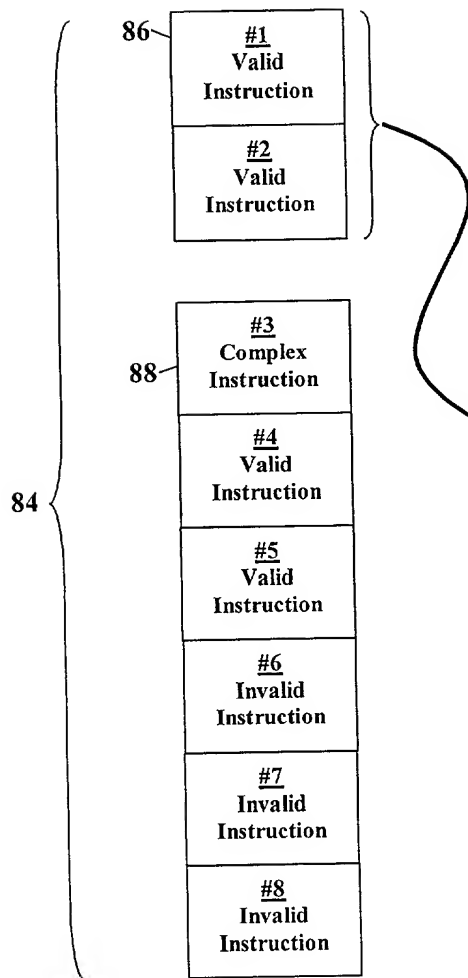 86
#1
Valid
Instruction
#2
Valid
Instruction
#3
Complex
88
Instruction
#4
Valid
Instruction
84
#5
Valid
Instruction
#6
Invalid
Instruction
#7
Invalid
Instruction
#8
Invalid
Instruction